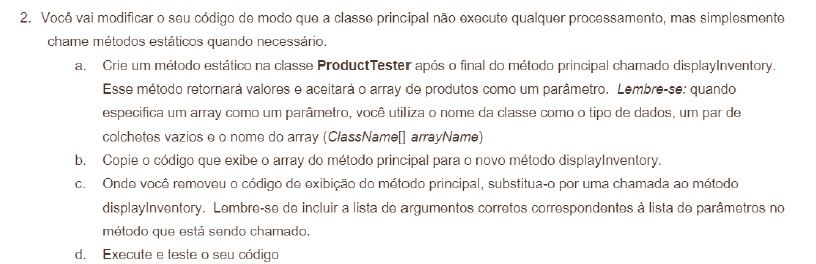 2. Você vai modificar o seu código de modo que a classe principal não execute qualquer processamento, mas simplesmente
chame métodos estáticos quando necessário.
a. Crie um método estático na classe ProductTester após o final do método principal chamado displayInventory.
Esse método retornará valores e aceitará o array de produtos como um parâmetro. Lembre-se: quando
especifica um array como um parâmetro, você utiliza o nome da classe como o tipo de dados, um par de
colchetes vazios e o nome do array (ClassName[] arrayName)
b. Copie o código que exibe o array do método principal para o novo método displayInventory.
c. Onde você removeu o código de exibição do método principal, substitua-o por uma chamada ao método
displayInventory. Lembre-se de incluir a lista de argumentos corretos correspondentes à lista de parâmetros no
método que está sendo chamado.
d. Execute e teste o seu código